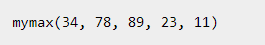 mymax(34, 78, 89, 23, 11)